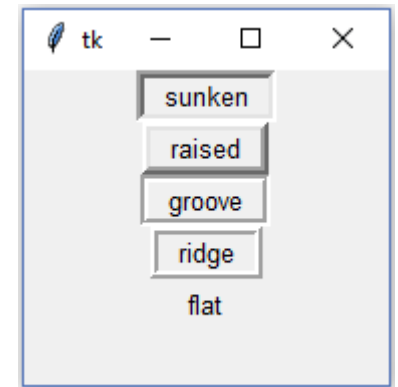 tk
sunken
raised
groove
ridge
flat